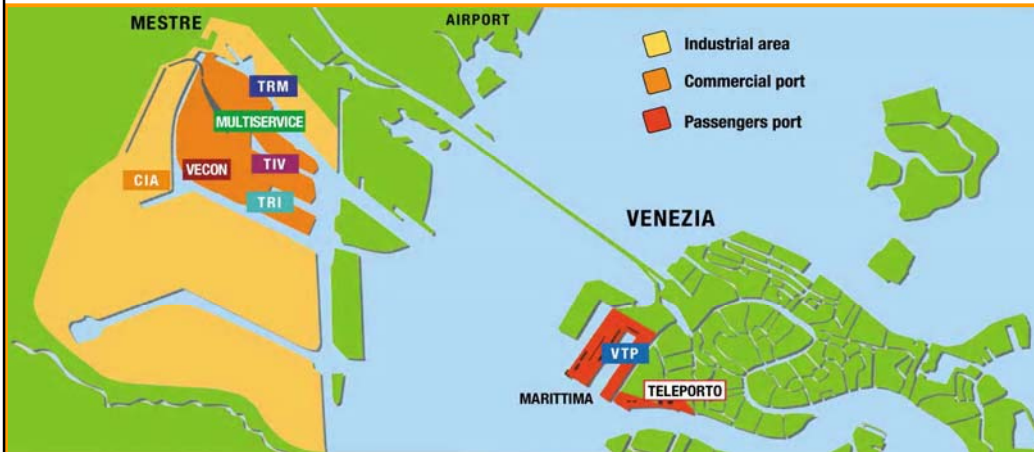 MESTRE
AIRPORT
Industrial area
Commercial port
Passengers port
TRM
MULTISERVICE
TIV
VECON
CIA
TRI
VENEZIA
VTP
MARITTIMA
TELEPORTO